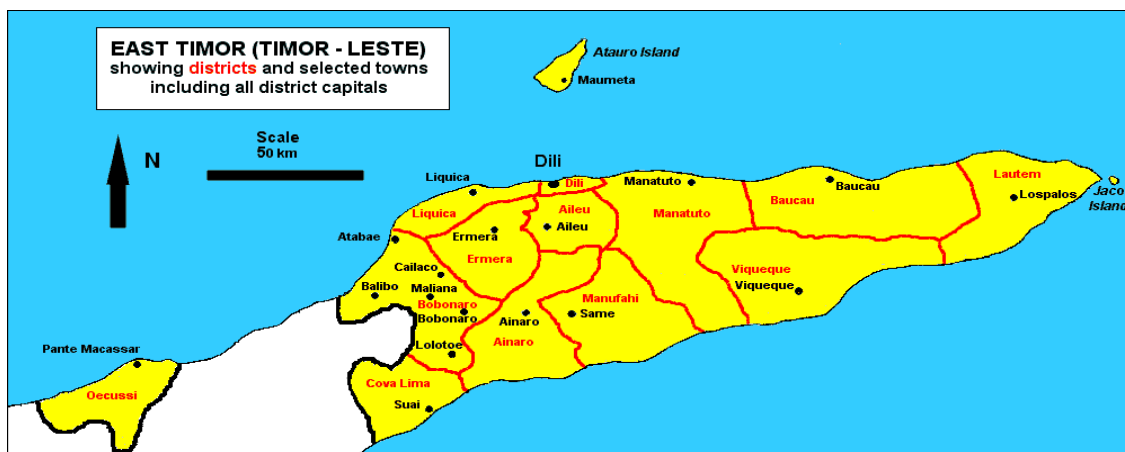 EAST TIMOR (TIMOR - LESTE)
showing districts and selected towns
including all district capitals
Atauro Island
Maumeta
N
Scale
50 km
Dili
Liquica
Dili
Manatuto
Baucau
Lautem
Lospalos
Jaco
Island
Liquica
Aileu
Aileu
Manatuto
Baucau
Atabae
Ermera
Ermera
Cailaco
Balibo
Maliana
Bobonaro
Bobonaro
Viqueque
Viqueque
Manufahi
Same
Ainaro
Ainaro
Lolotoe
Pante Macassar
Oecussi
Cova Lima
Suai